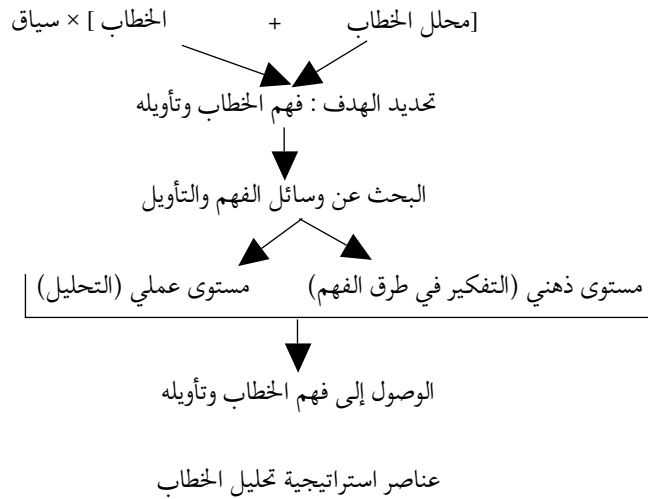 [محلل الخطاب + الخطاب ] × سياق
تحديد الهدف : فهم الخطاب وتأويله
البحث عن وسائل الفهم والتأويل
مستوى ذهني (التفكير في طرق الفهم) مستوى عملي (التحليل)
الوصول إلى فهم الخطاب وتأويله
عناصر استراتيجية تحليل الخطاب